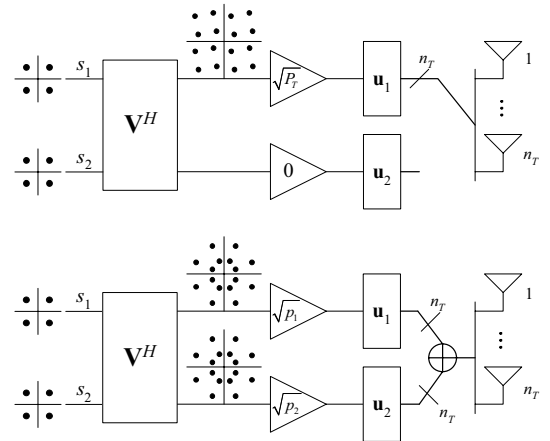 s₁
V^H
√P_T
u₁
n_T
1
⋮
n_T
s₂
0
u₂
s₁
V^H
√p₁
u₁
n_T
1
⋮
n_T
s₂
√p₂
u₂
n_T